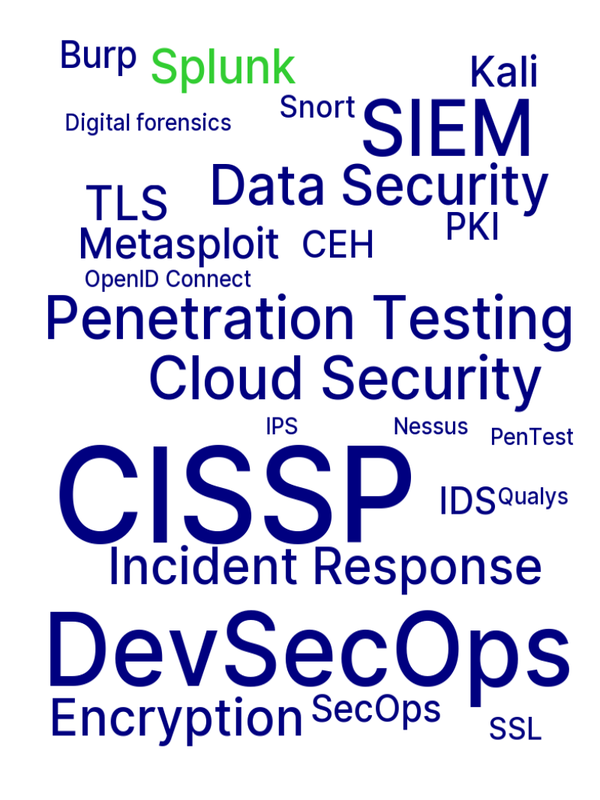 Burp
Splunk
Kali
Snort
Digital forensics
SIEM
Data Security
TLS
PKI
Metasploit
CEH
OpenID Connect
Penetration Testing
Cloud Security
IPS
Nessus
PenTest
CISSP
IDS
Qualys
Incident Response
DevSecOps
Encryption
SecOps
SSL